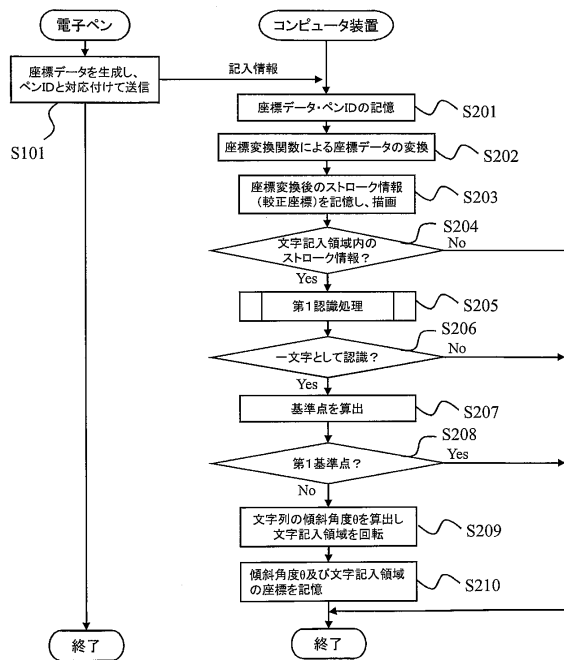 電子ペン
コンピュータ装置
座標データを生成し、
ペンIDと対応付けて送信
記入情報
S101
座標データ・ペンIDの記憶
S201
座標変換関数による座標データの変換
S202
座標変換後のストローク情報
(較正座標)を記憶し、描画
S203
文字記入領域内の
ストローク情報?
S204
No
Yes
第1認識処理
S205
一文字として認識?
S206
No
Yes
基準点を算出
S207
第1基準点?
S208
Yes
No
文字列の傾斜角度θを算出し
文字記入領域を回転
S209
傾斜角度θ及び文字記入領域
の座標を記憶
S210
終了
終了